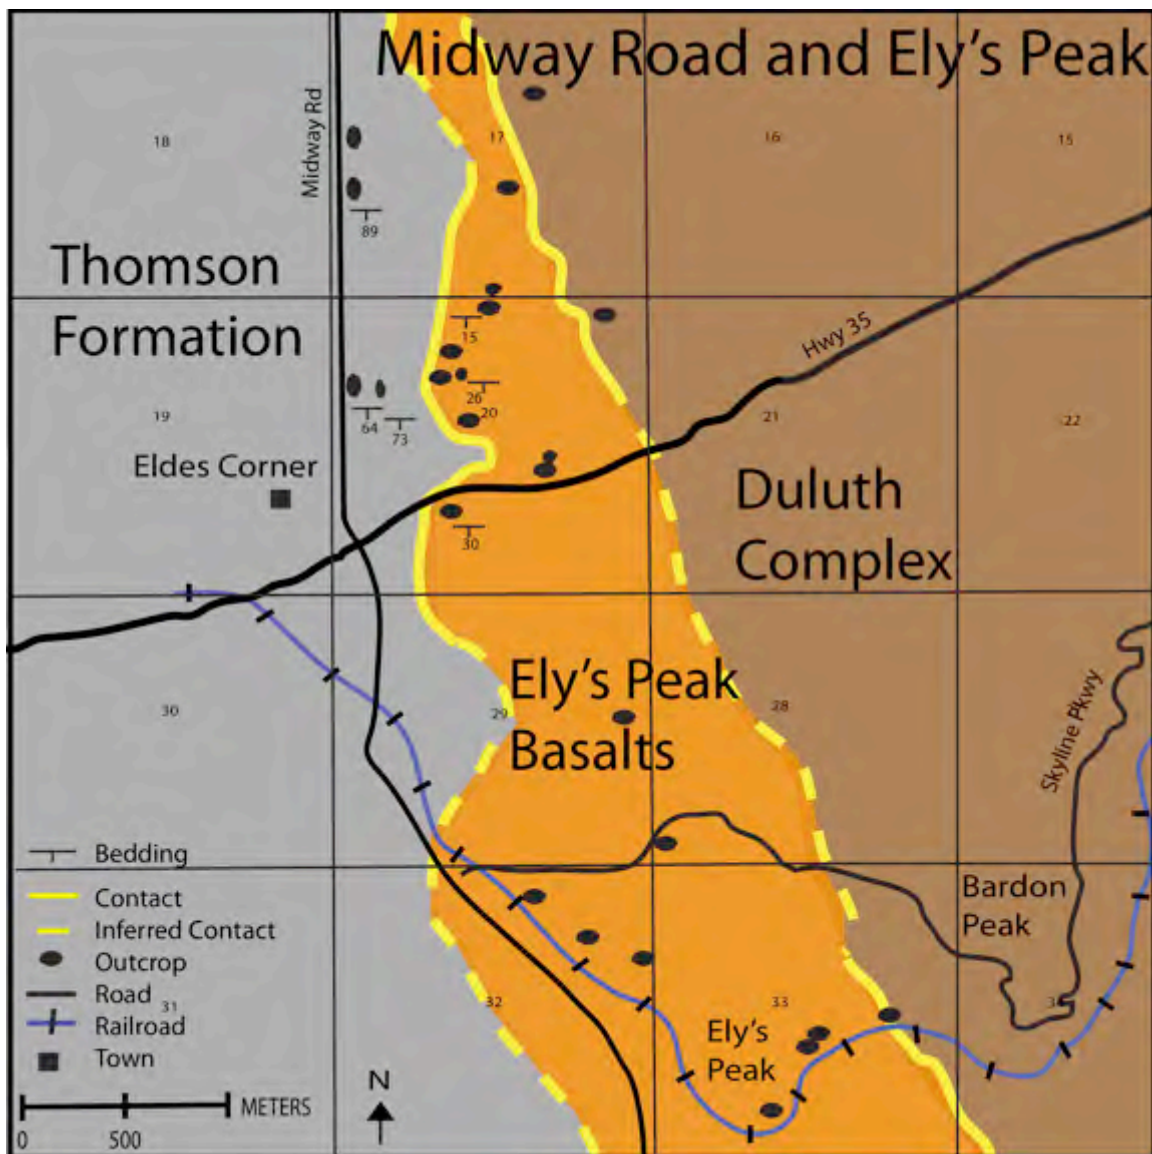 Midway Road and Ely's Peak
Midway Rd
18
17
16
15
89
Thomson
Formation
15
Hwy 35
26
20
19
64
73
21
22
Eldes Corner
30
Duluth
Complex
Ely's Peak
Basalts
30
29
28
Skyline Pkwy
Bedding
Contact
Inferred Contact
Outcrop
Road
31
Railroad
Town
Bardon
Peak
32
33
Ely's
Peak
N
METERS
0
500